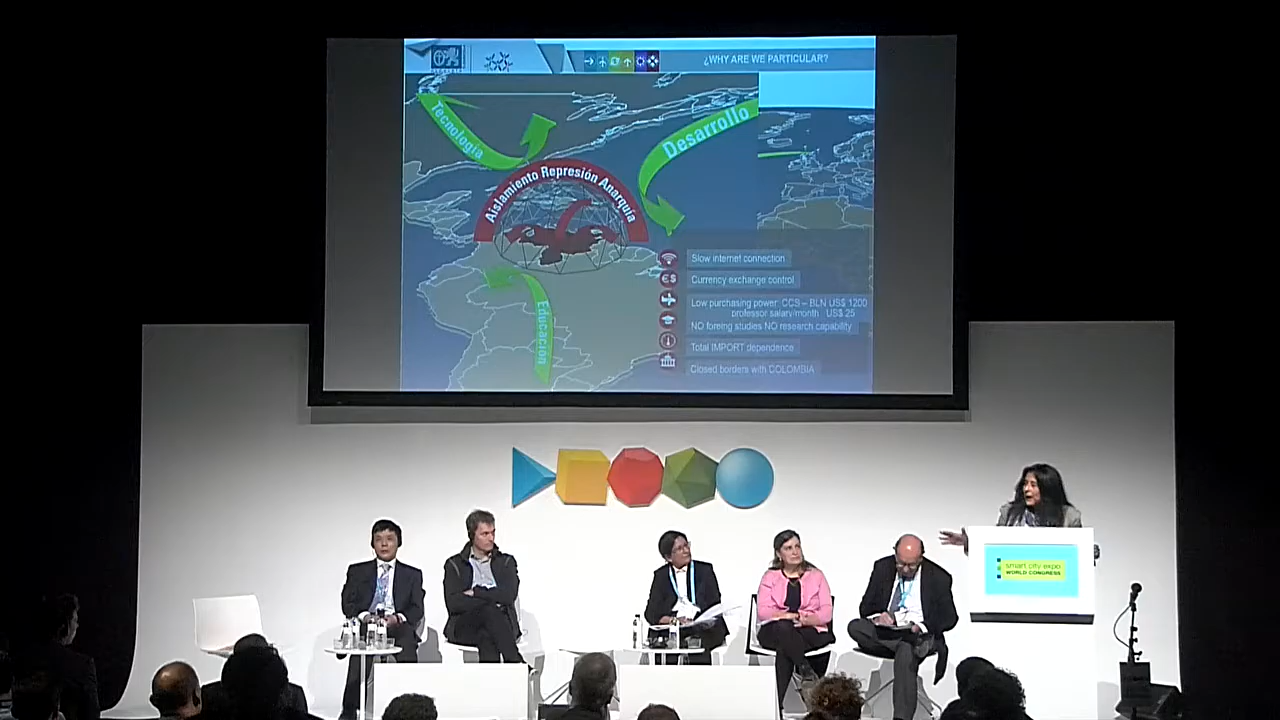 ¿WHY ARE WE PARTICULAR?
Tecnología
Desarrollo
Aislamiento Represión Anarquía
Educación
Slow internet connection
€$ Currency exchange control
Low purchasing power: CCS – BLN US$ 1200
professor salary/month US$ 25
NO foreing studies NO research capability
Total IMPORT dependence
Closed borders with COLOMBIA
smart city expo
WORLD CONGRESS